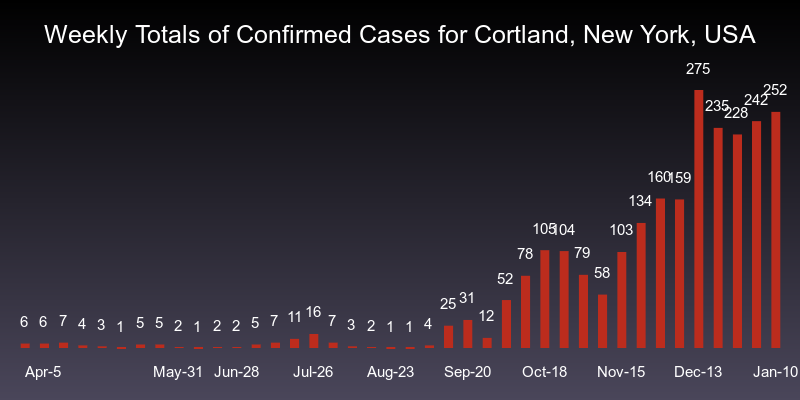 Weekly Totals of Confirmed Cases for Cortland, New York, USA
6 6 7 4 3 1 5 5 2 1 2 2 5 7 11 16 7 3 2 1 1 4 25 31 12 52 78 105 104 79 58 103 134 160 159 275 235 228 242 252
Apr-5 May-31 Jun-28 Jul-26 Aug-23 Sep-20 Oct-18 Nov-15 Dec-13 Jan-10